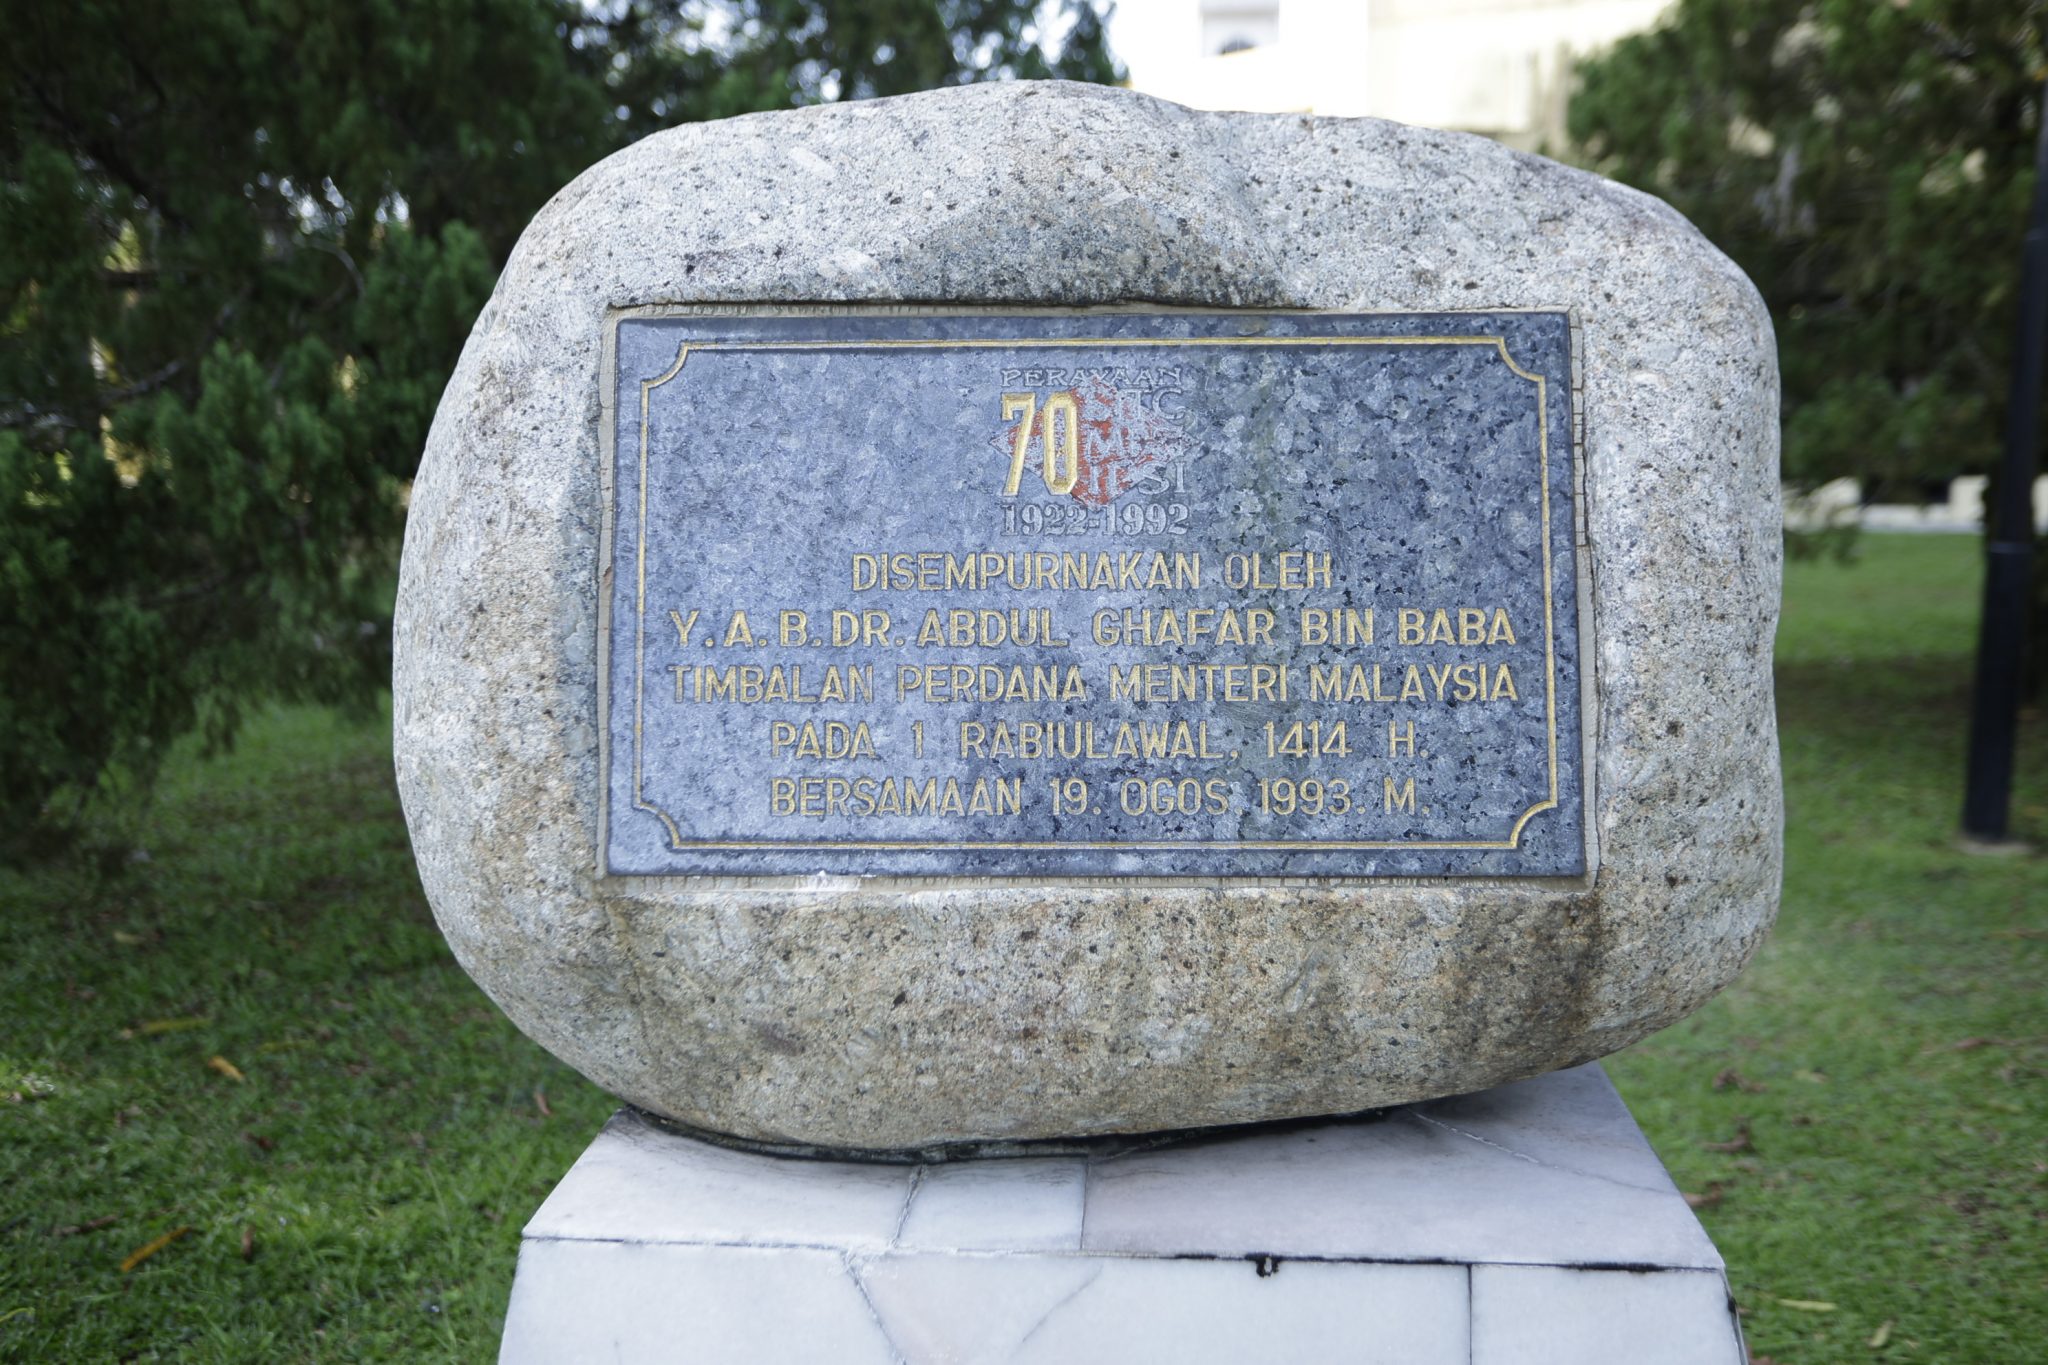 PERAYAAN
70
1922-1992
DISEMPURNAKAN OLEH
Y.A.B. DR. ABDUL GHAFAR BIN BABA
TIMBALAN PERDANA MENTERI MALAYSIA
PADA 1 RABIULAWAL, 1414 H.
BERSAMAAN 19. OGOS 1993. M.